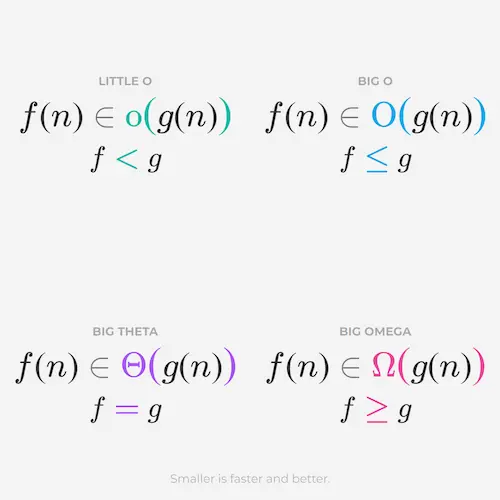 LITTLE O
f(n) ∈ o(g(n))
f < g
BIG O
f(n) ∈ O(g(n))
f ≤ g
BIG THETA
f(n) ∈ Θ(g(n))
f = g
BIG OMEGA
f(n) ∈ Ω(g(n))
f ≥ g
Smaller is faster and better.